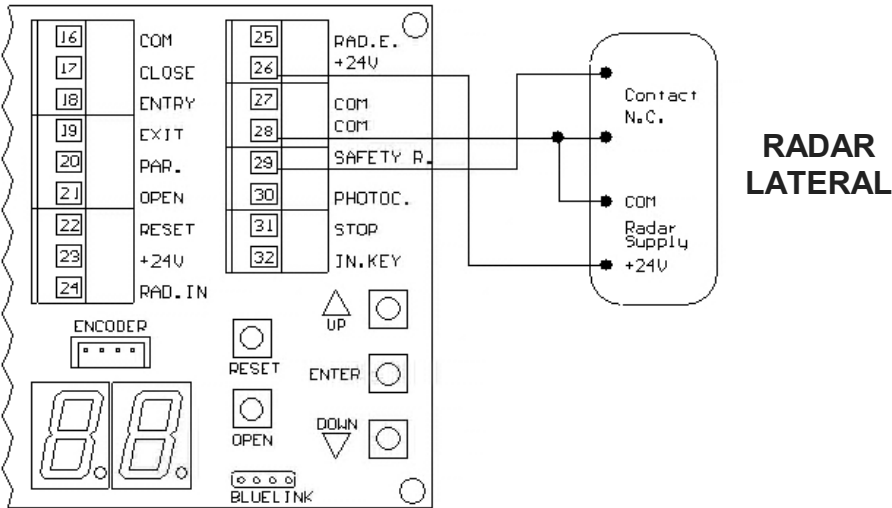 16 COM
17 CLOSE
18 ENTRY
19 EXIT
20 PAR.
21 OPEN
22 RESET
23 +24V
24 RAD.IN
25 RAD.E.
26 +24V
27 COM
28 COM
29 SAFETY R.
30 PHOTOC.
31 STOP
32 IN.KEY
ENCODER
RESET
OPEN
UP
ENTER
DOWN
BLUELINK
Contact
N.C.
COM
Radar
Supply
+24V
RADAR
LATERAL